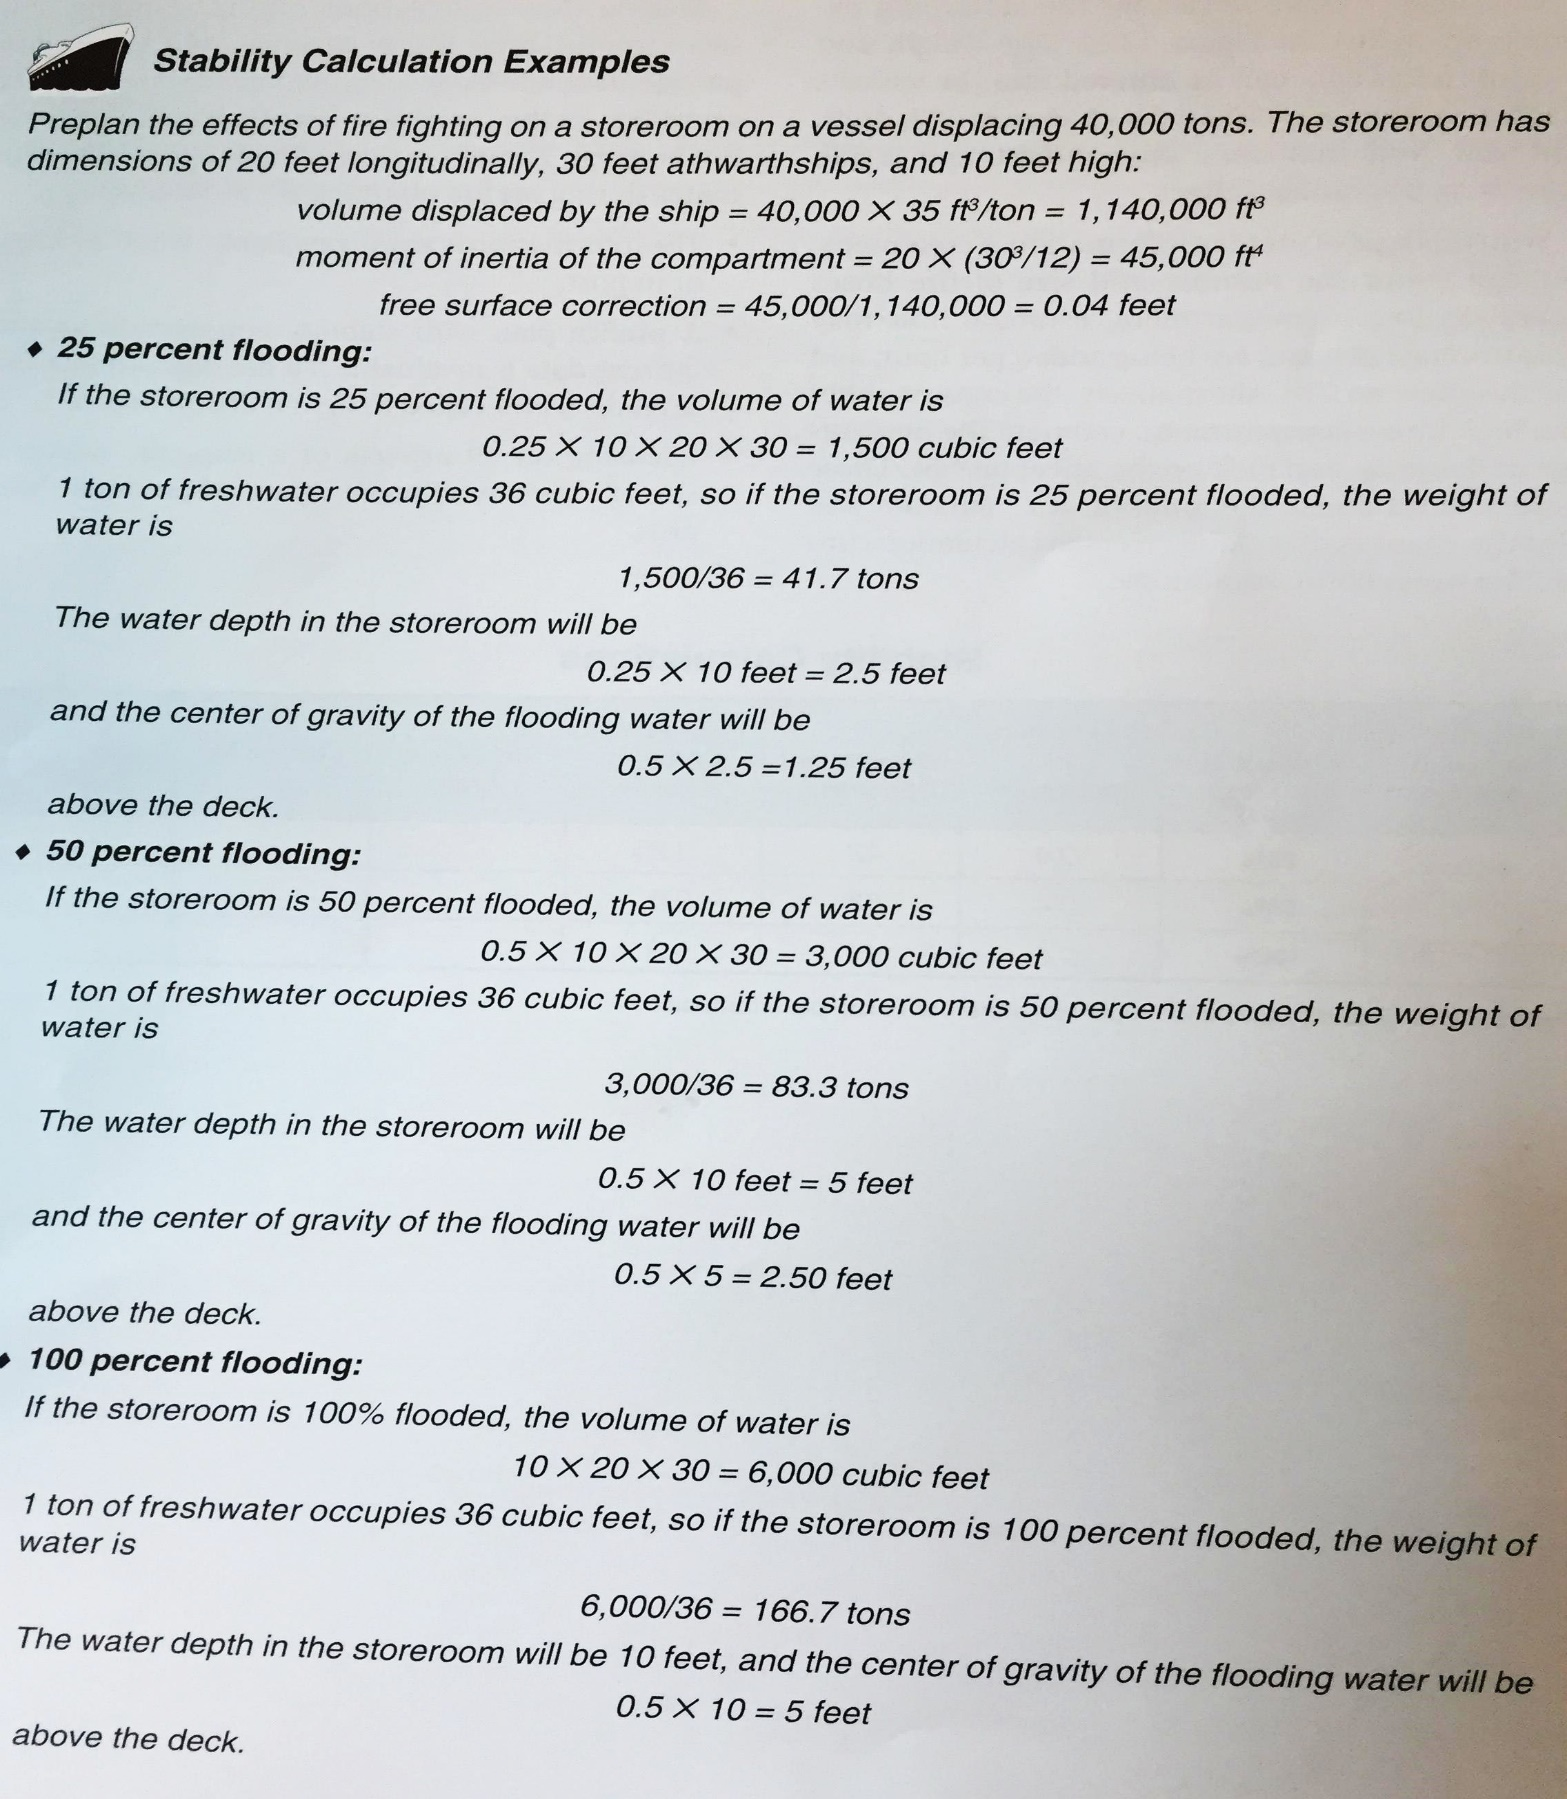 Stability Calculation Examples
Preplan the effects of fire fighting on a storeroom on a vessel displacing 40,000 tons. The storeroom has
dimensions of 20 feet longitudinally, 30 feet athwarthships, and 10 feet high:
volume displaced by the ship = 40,000 × 35 ft³/ton = 1,140,000 ft³
moment of inertia of the compartment = 20 × (30³/12) = 45,000 ft⁴
free surface correction = 45,000/1,140,000 = 0.04 feet
◆ 25 percent flooding:
If the storeroom is 25 percent flooded, the volume of water is
0.25 × 10 × 20 × 30 = 1,500 cubic feet
1 ton of freshwater occupies 36 cubic feet, so if the storeroom is 25 percent flooded, the weight of
water is
1,500/36 = 41.7 tons
The water depth in the storeroom will be
0.25 × 10 feet = 2.5 feet
and the center of gravity of the flooding water will be
0.5 × 2.5 =1.25 feet
above the deck.
◆ 50 percent flooding:
If the storeroom is 50 percent flooded, the volume of water is
0.5 × 10 × 20 × 30 = 3,000 cubic feet
1 ton of freshwater occupies 36 cubic feet, so if the storeroom is 50 percent flooded, the weight of
water is
3,000/36 = 83.3 tons
The water depth in the storeroom will be
0.5 × 10 feet = 5 feet
and the center of gravity of the flooding water will be
0.5 × 5 = 2.50 feet
above the deck.
◆ 100 percent flooding:
If the storeroom is 100% flooded, the volume of water is
10 × 20 × 30 = 6,000 cubic feet
1 ton of freshwater occupies 36 cubic feet, so if the storeroom is 100 percent flooded, the weight of
water is
6,000/36 = 166.7 tons
The water depth in the storeroom will be 10 feet, and the center of gravity of the flooding water will be
0.5 × 10 = 5 feet
above the deck.